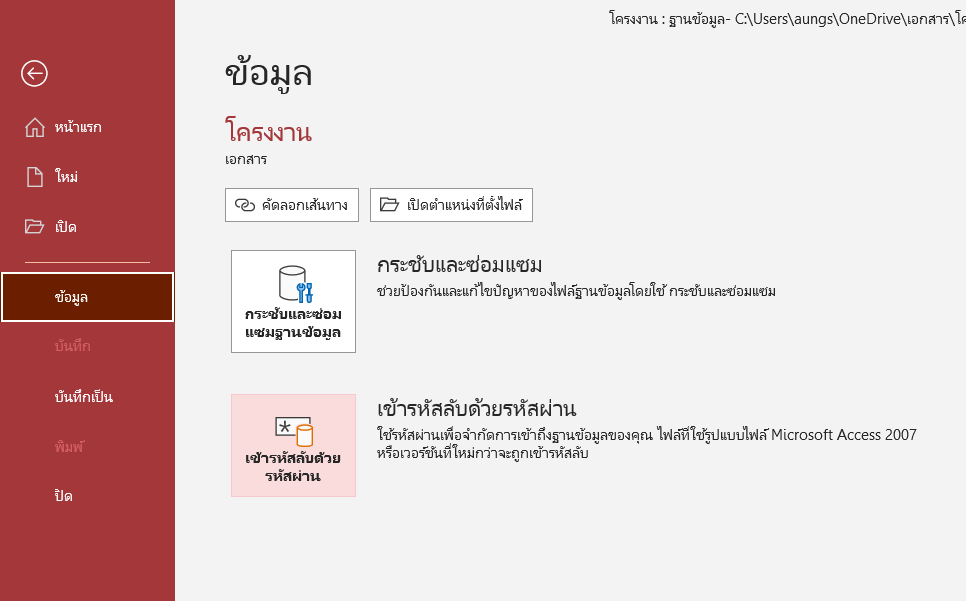 โครงงาน : ฐานข้อมูล- C:\Users\aungs\OneDrive\เอกสาร\
ข้อมูล
หน้าแรก
ใหม่
เปิด
ข้อมูล
บันทึก
บันทึกเป็น
พิมพ์
ปิด
โครงงาน
เอกสาร
คัดลอกเส้นทาง
เปิดตำแหน่งที่ตั้งไฟล์
กระชับและซ่อม
แซมฐานข้อมูล
กระชับและซ่อมแซม
ช่วยป้องกันและแก้ไขปัญหาของไฟล์ฐานข้อมูลโดยใช้ กระชับและซ่อมแซม
เข้ารหัสลับด้วย
รหัสผ่าน
เข้ารหัสลับด้วยรหัสผ่าน
ใช้รหัสผ่านเพื่อจำกัดการเข้าถึงฐานข้อมูลของคุณ ไฟล์ที่ใช้รูปแบบไฟล์ Microsoft Access 2007
หรือเวอร์ชันที่ใหม่กว่าจะถูกเข้ารหัสลับ